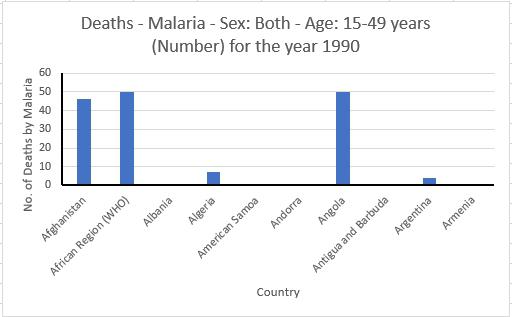 Deaths - Malaria - Sex: Both - Age: 15-49 years
(Number) for the year 1990
No. of Deaths by Malaria
60
50
40
30
20
10
0
Afghanistan
African Region (WHO)
Albania
Algeria
American Samoa
Andorra
Angola
Antigua and Barbuda
Argentina
Armenia
Country